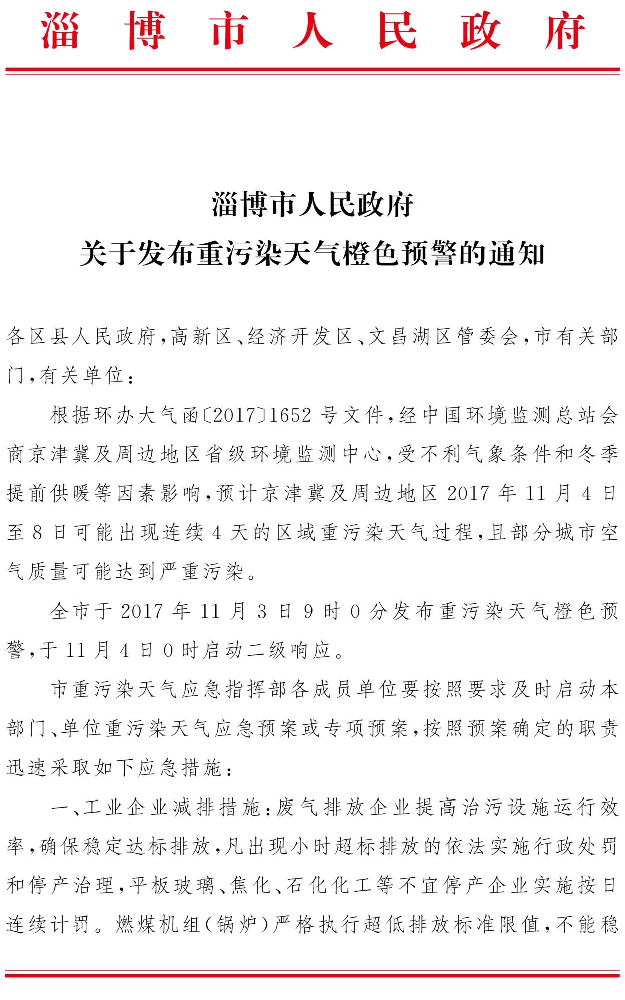 淄博市人民政府
淄博市人民政府
关于发布重污染天气橙色预警的通知
各区县人民政府,高新区、经济开发区、文昌湖区管委会,市有关部
门,有关单位:
根据环办大气函〔2017〕1652 号文件,经中国环境监测总站会
商京津冀及周边地区省级环境监测中心,受不利气象条件和冬季
提前供暖等因素影响,预计京津冀及周边地区 2017 年 11 月 4 日
至 8 日可能出现连续 4 天的区域重污染天气过程,且部分城市空
气质量可能达到严重污染。
全市于 2017 年 11 月 3 日 9 时 0 分发布重污染天气橙色预
警,于 11 月 4 日 0 时启动二级响应。
市重污染天气应急指挥部各成员单位要按照要求及时启动本
部门、单位重污染天气应急预案或专项预案,按照预案确定的职责
迅速采取如下应急措施:
一、工业企业减排措施:废气排放企业提高治污设施运行效
率,确保稳定达标排放,凡出现小时超标排放的依法实施行政处罚
和停产治理,平板玻璃、焦化、石化化工等不宜停产企业实施按日
连续计罚。燃煤机组(锅炉)严格执行超低排放标准限值,不能稳